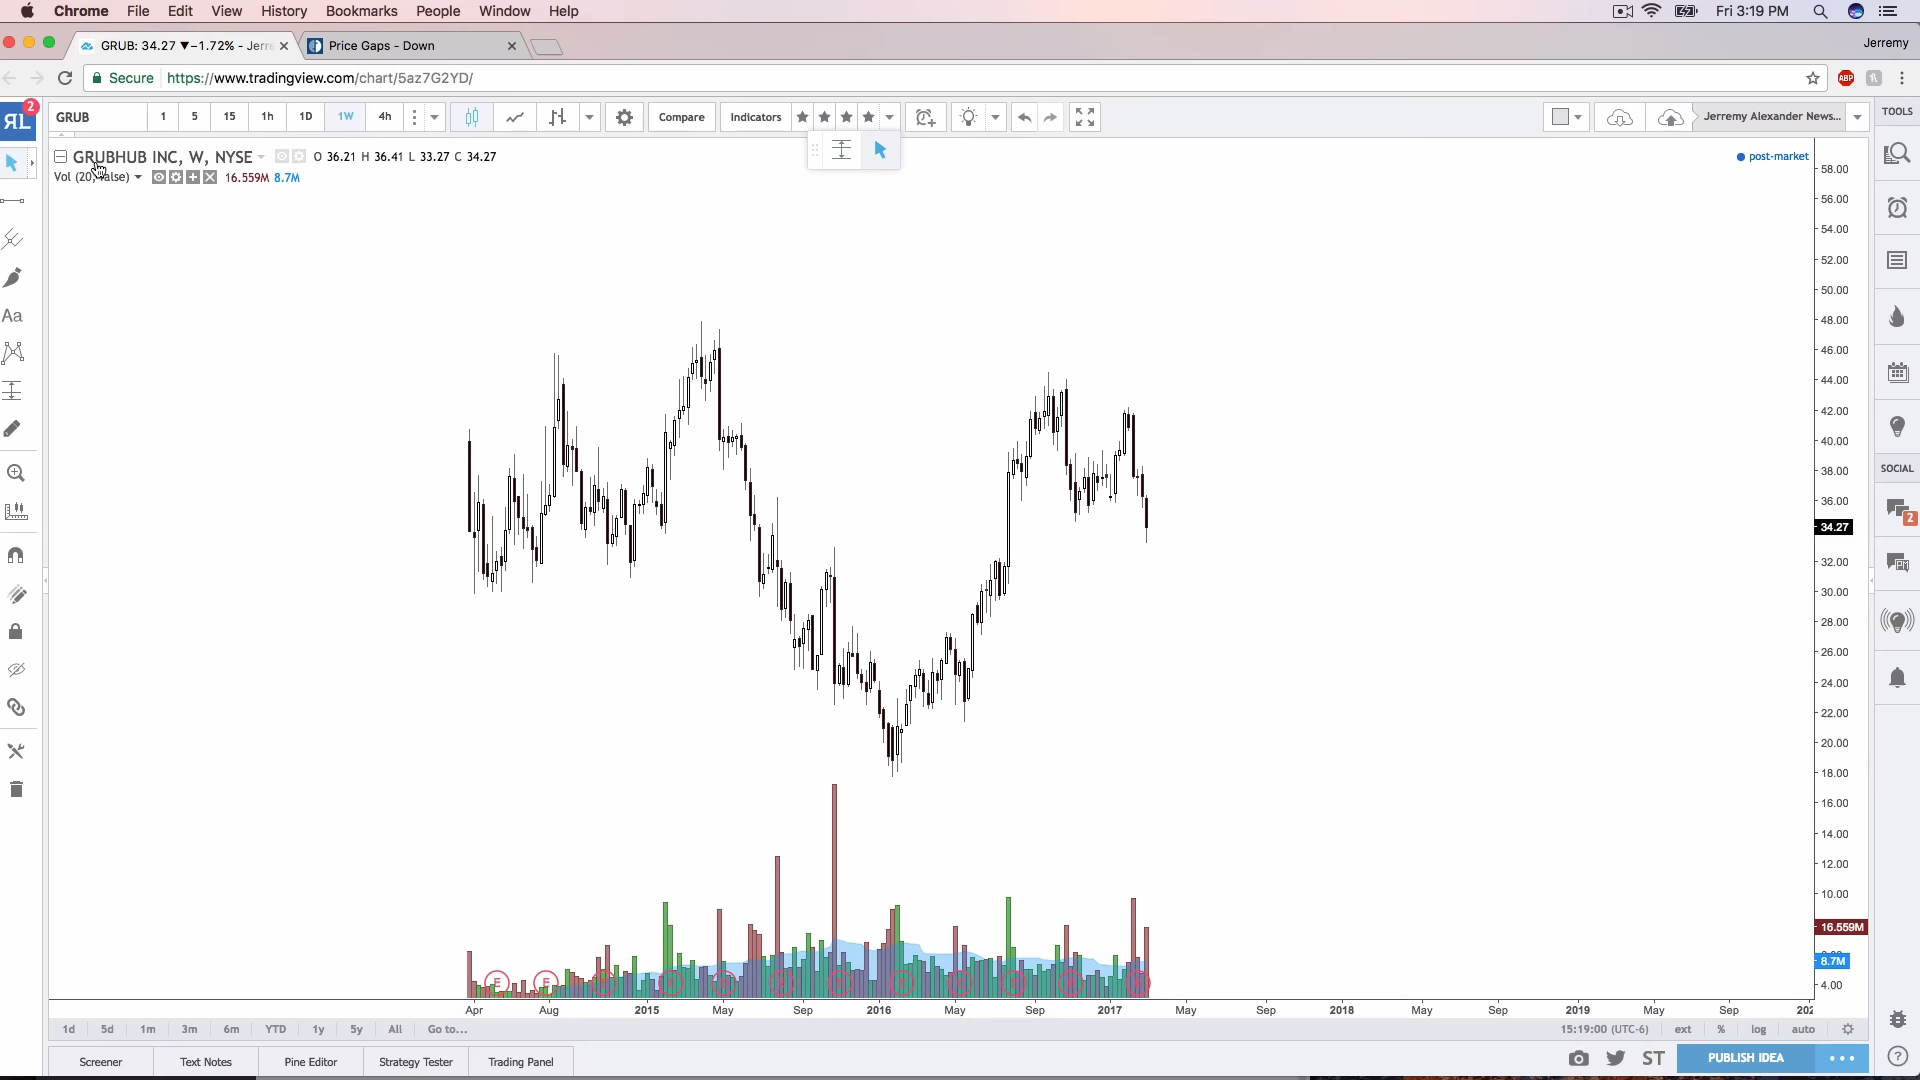 Chrome File Edit View History Bookmarks People Window Help
Fri 3:19 PM
GRUB: 34.27 ▼−1.72% - Jerre
Price Gaps - Down
Jerremy
Secure https://www.tradingview.com/chart/5az7G2YD/
ABP
2
ЯL
GRUB 1 5 15 1h 1D 1W 4h Compare Indicators
Jerremy Alexander News...
TOOLS
GRUBHUB INC, W, NYSE O 36.21 H 36.41 L 33.27 C 34.27
Vol (20, false) 16.559M 8.7M
post-market
58.00
56.00
54.00
52.00
50.00
48.00
46.00
44.00
42.00
40.00
38.00
36.00
34.27
32.00
30.00
28.00
26.00
24.00
22.00
20.00
18.00
16.00
14.00
12.00
10.00
16.559M
8.7M
4.00
Aa
SOCIAL
2
E E
Apr Aug 2015 May Sep 2016 May Sep 2017 May Sep 2018 May Sep 2019 May Sep 202
1d 5d 1m 3m 6m YTD 1y 5y All Go to...
15:19:00 (UTC-6) ext % log auto
Screener Text Notes Pine Editor Strategy Tester Trading Panel
ST PUBLISH IDEA